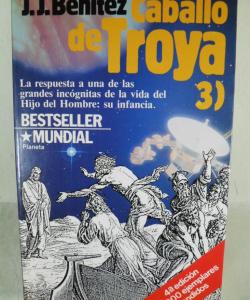 J.J. Benítez
Caballo
de Troya
3)
La respuesta a una de las
grandes incógnitas de la vida del
Hijo del Hombre: su infancia.
BESTSELLER
★MUNDIAL
Planeta
4ª edición
ejemplares